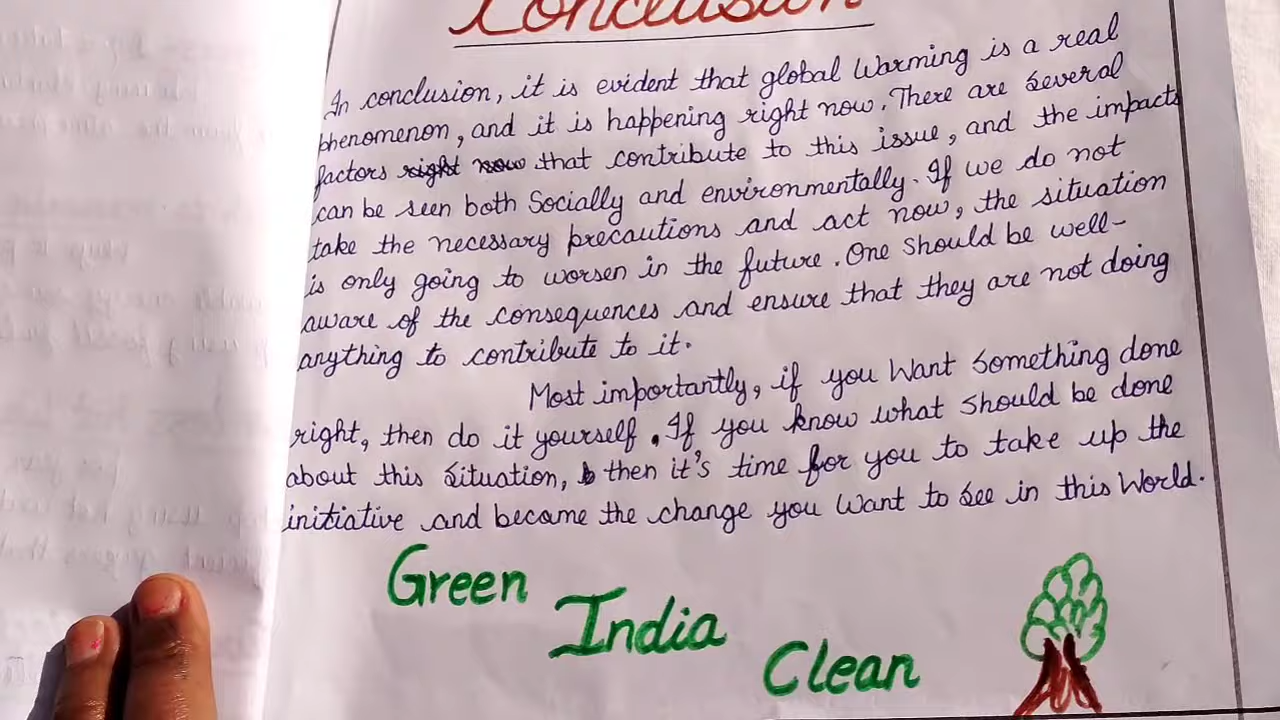 Conclusion
In conclusion, it is evident that global Warming is a real
phenomenon, and it is happening right now. There are several
factors right now that contribute to this issue, and the impacts
can be seen both Socially and environmentally. If we do not
take the necessary precautions and act now, the situation
is only going to worsen in the future. One should be well-
aware of the consequences and ensure that they are not doing
anything to contribute to it.
Most importantly, if you Want something done
right, then do it yourself. If you know what should be done
about this situation, then it's time for you to take up the
initiative and become the change you Want to see in this World.
Green
India
Clean